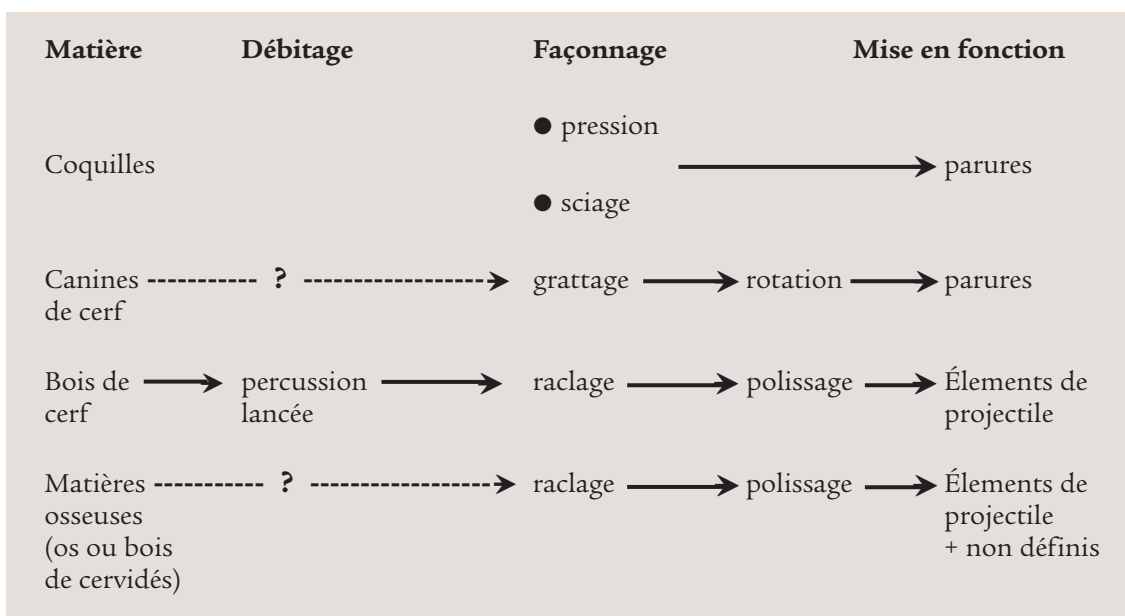 Matière Débitage Façonnage Mise en fonction
● pression
Coquilles parures
● sciage
Canines ? grattage rotation parures
de cerf
Bois de percussion raclage polissage Élements de
cerf lancée projectile
Matières ? raclage polissage Élements de
osseuses projectile
(os ou bois + non définis
de cervidés)